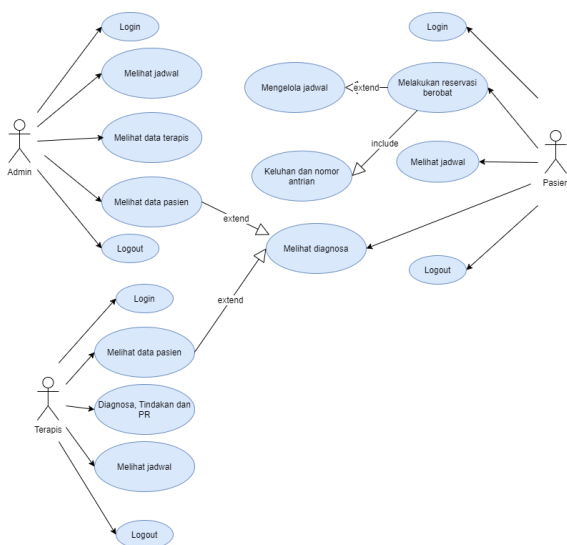 Login
Login
Melihat jadwal
Mengelola jadwal
extend
Melakukan reservasi
berobat
Melihat data terapis
include
Admin
Keluhan dan nomor
antrian
Melihat jadwal
Pasien
Melihat data pasien
extend
Logout
Melihat diagnosa
Logout
Login
extend
Melihat data pasien
Diagnosa, Tindakan dan
PR
Terapis
Melihat jadwal
Logout